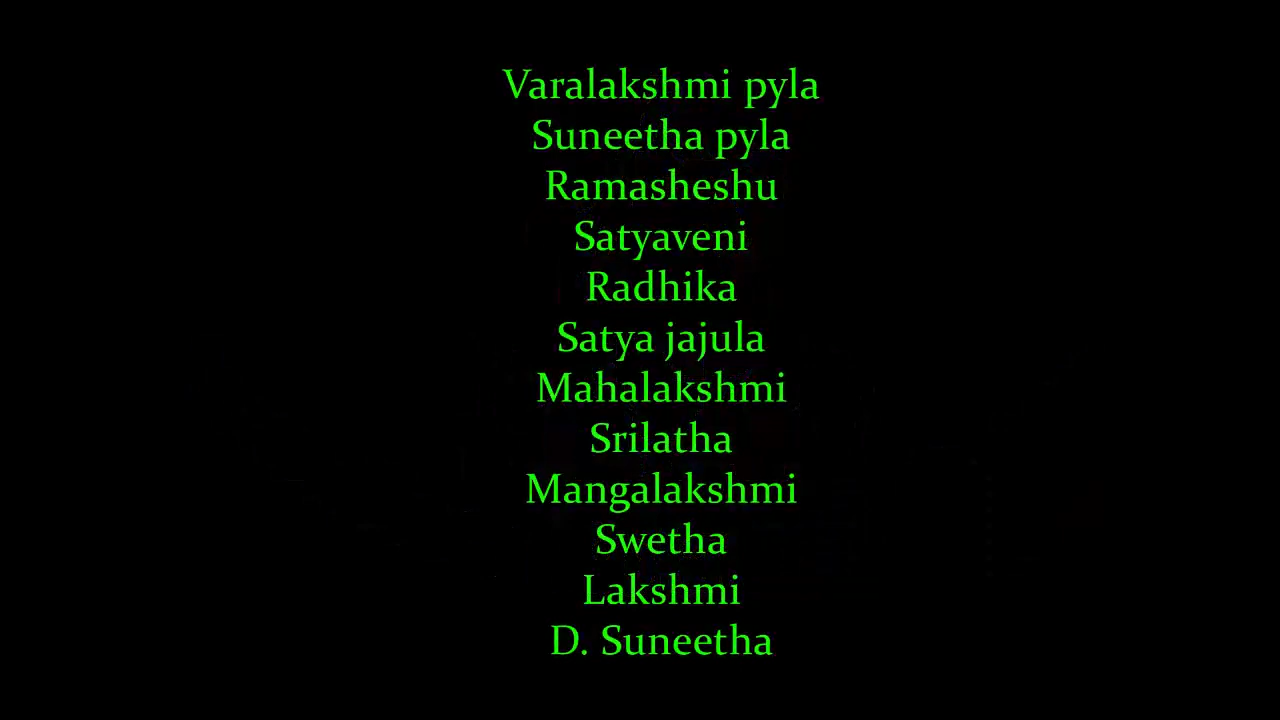 Varalakshmi pyla
Suneetha pyla
Ramasheshu
Satyaveni
Radhika
Satya jajula
Mahalakshmi
Srilatha
Mangalakshmi
Swetha
Lakshmi
D. Suneetha